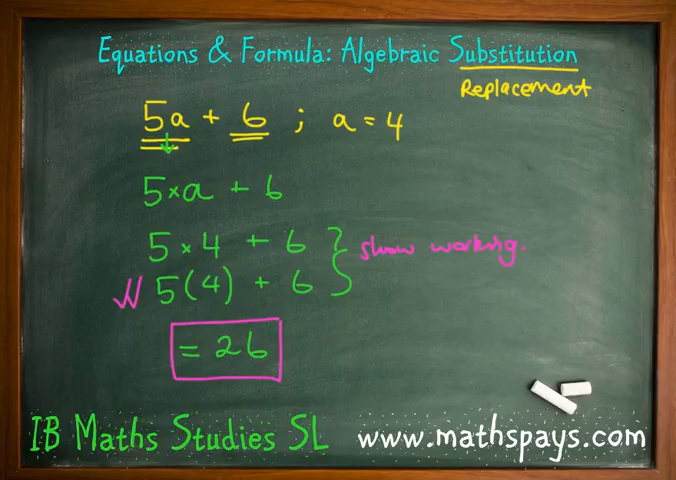 Equations & Formula: Algebraic Substitution
Replacement
5a + 6 ; a = 4
5×a + 6
5 × 4 + 6 } show working.
5(4) + 6
= 26
IB Maths Studies SL www.mathspays.com